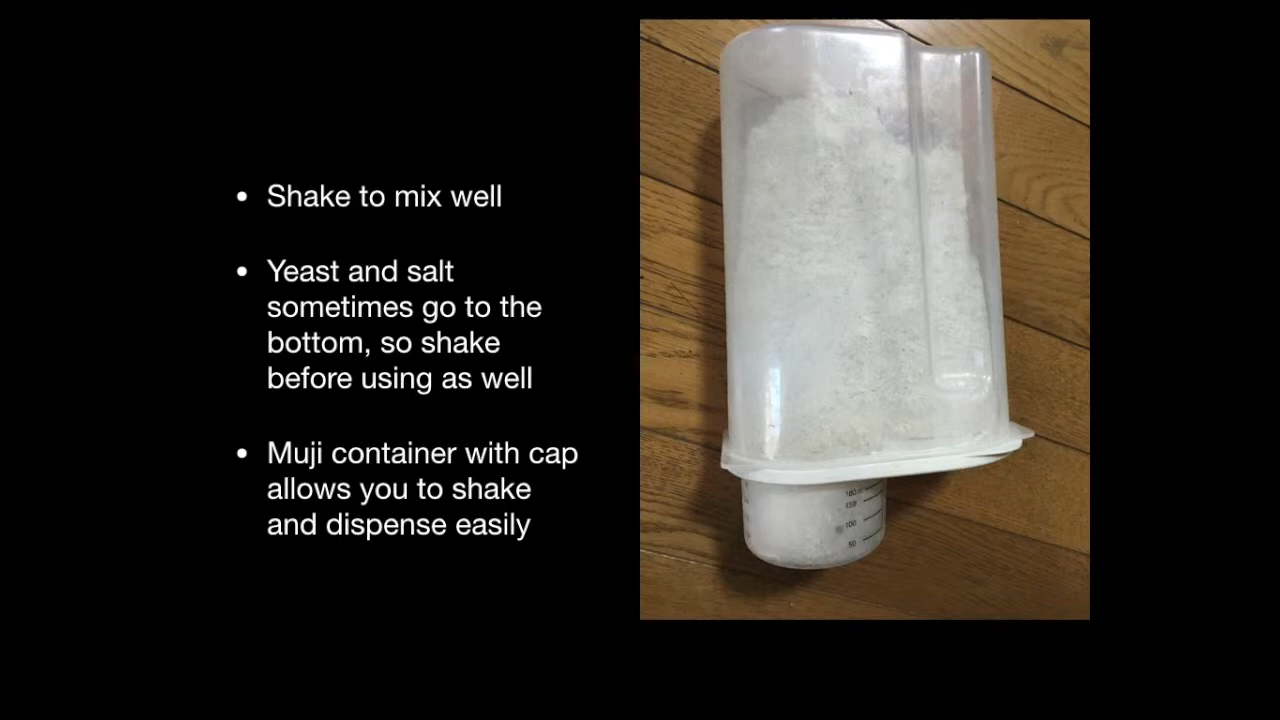 • Shake to mix well
• Yeast and salt
sometimes go to the
bottom, so shake
before using as well
• Muji container with cap
allows you to shake
and dispense easily
150
100
50